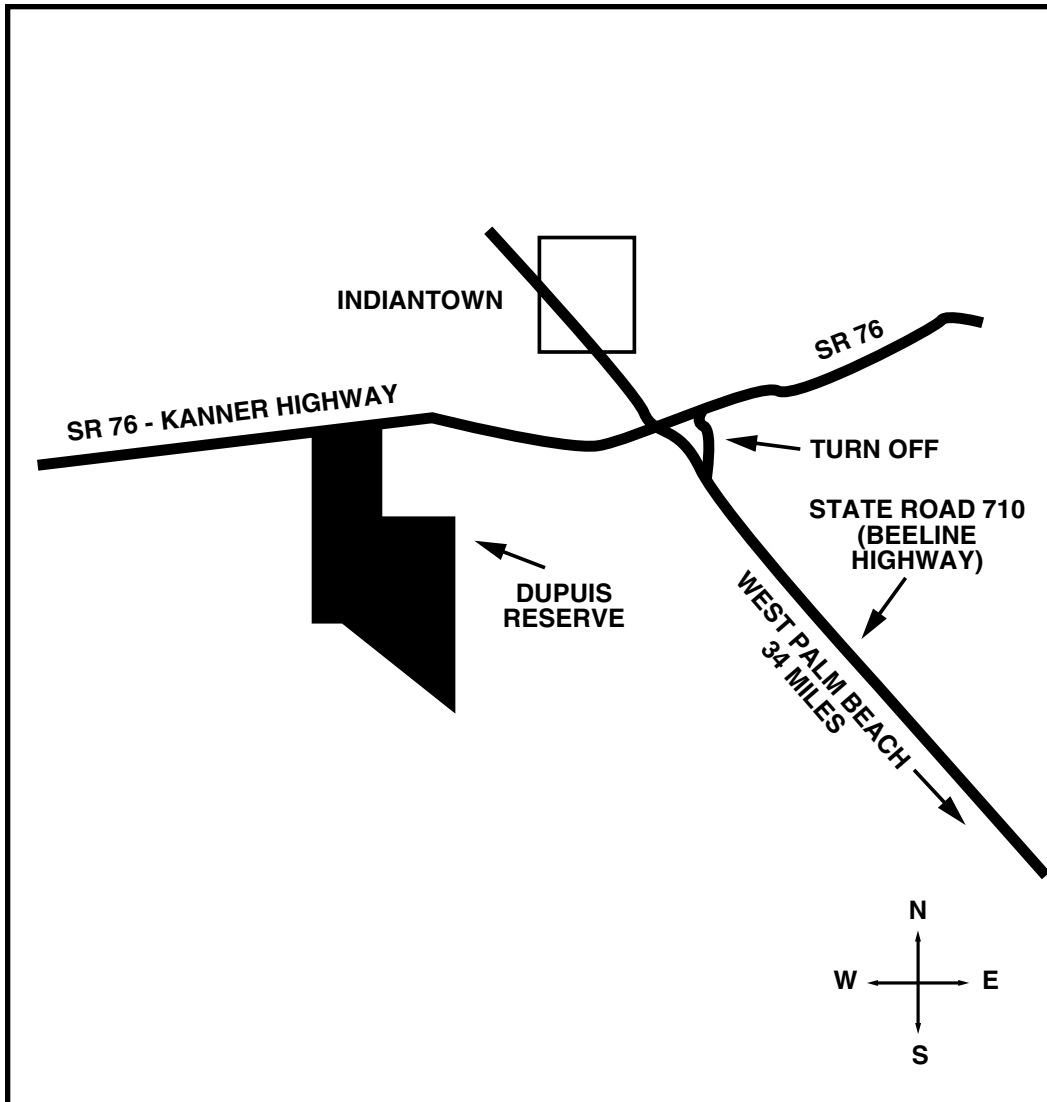 INDIANTOWN
SR 76
SR 76 - KANNER HIGHWAY
TURN OFF
STATE ROAD 710
(BEELINE
HIGHWAY)
DUPUIS
RESERVE
WEST PALM BEACH
34 MILES
N
W
E
S